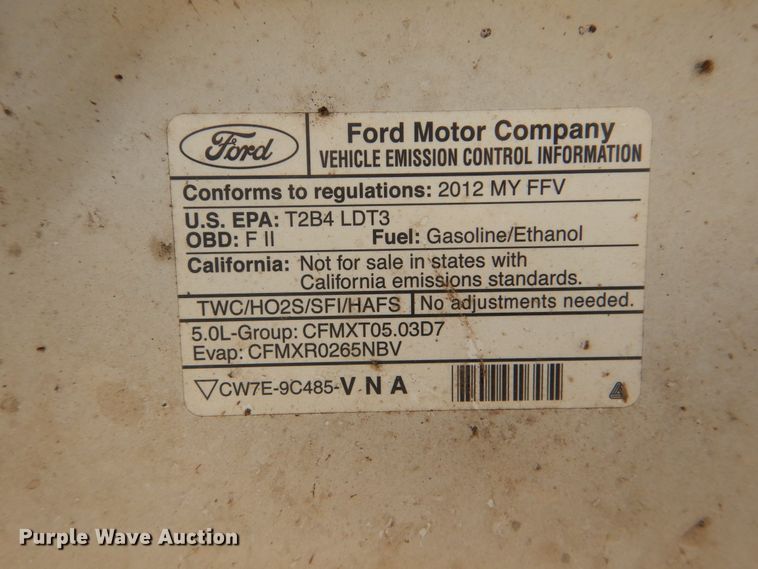 Ford
Ford Motor Company
VEHICLE EMISSION CONTROL INFORMATION
Conforms to regulations: 2012 MY FFV
U.S. EPA: T2B4 LDT3
OBD: F II Fuel: Gasoline/Ethanol
California: Not for sale in states with
California emissions standards.
TWC/HO2S/SFI/HAFS No adjustments needed.
5.0L-Group: CFMXT05.03D7
Evap: CFMXR0265NBV
CW7E-9C485-VNA
Purple Wave Auction